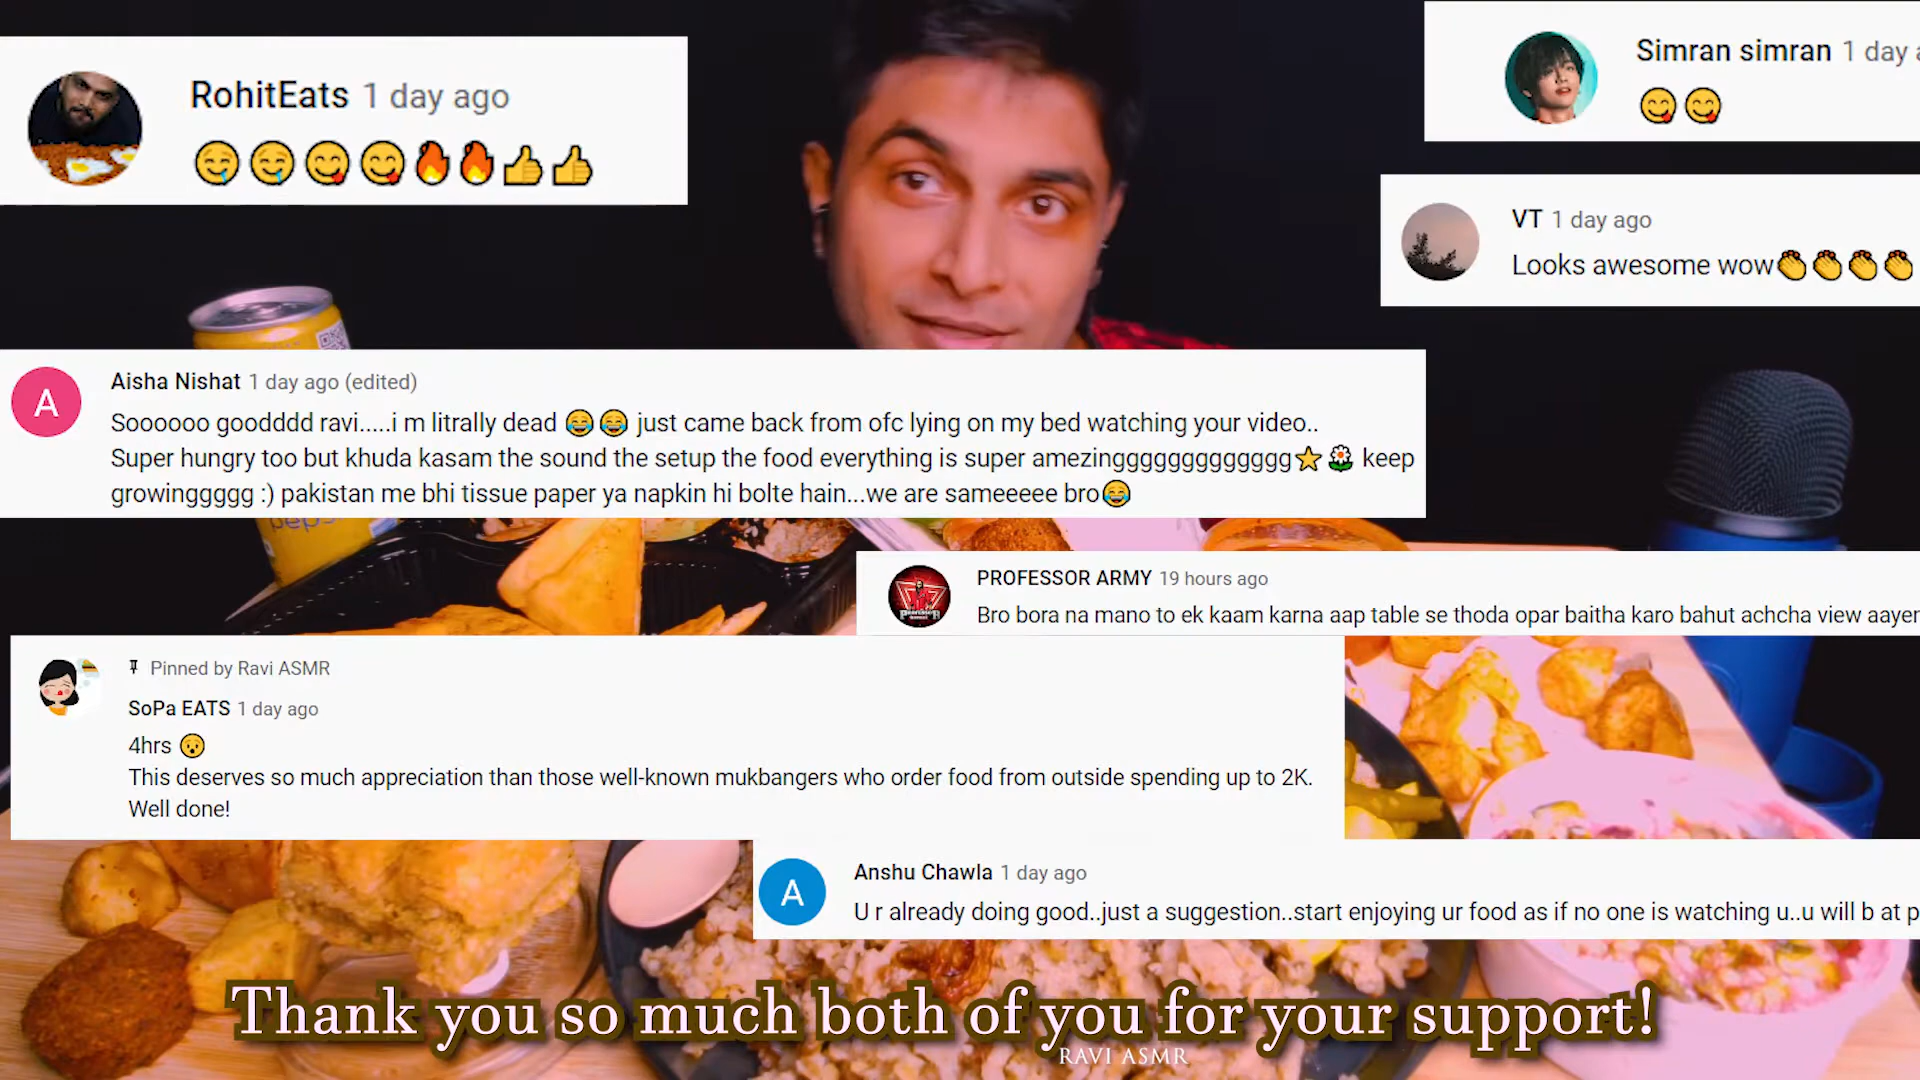 RohitEats 1 day ago
🤤🤤😋😋🔥🔥👍👍
Simran simran 1 day a
😋😋
VT 1 day ago
Looks awesome wow👏👏👏👏
A
Aisha Nishat 1 day ago (edited)
Soooooo goodddd ravi.....i m litrally dead 😂😂 just came back from ofc lying on my bed watching your video..
Super hungry too but khuda kasam the sound the setup the food everything is super amezinggggggggggggg⭐🌼 keep
growinggggg :) pakistan me bhi tissue paper ya napkin hi bolte hain...we are sameeeee bro😂
pepsi
PROFESSOR ARMY 19 hours ago
Bro bora na mano to ek kaam karna aap table se thoda opar baitha karo bahut achcha view aayen
Pinned by Ravi ASMR
SoPa EATS 1 day ago
4hrs 😯
This deserves so much appreciation than those well-known mukbangers who order food from outside spending up to 2K.
Well done!
A
Anshu Chawla 1 day ago
U r already doing good..just a suggestion..start enjoying ur food as if no one is watching u..u will b at p
Thank you so much both of you for your support!
RAVI ASMR